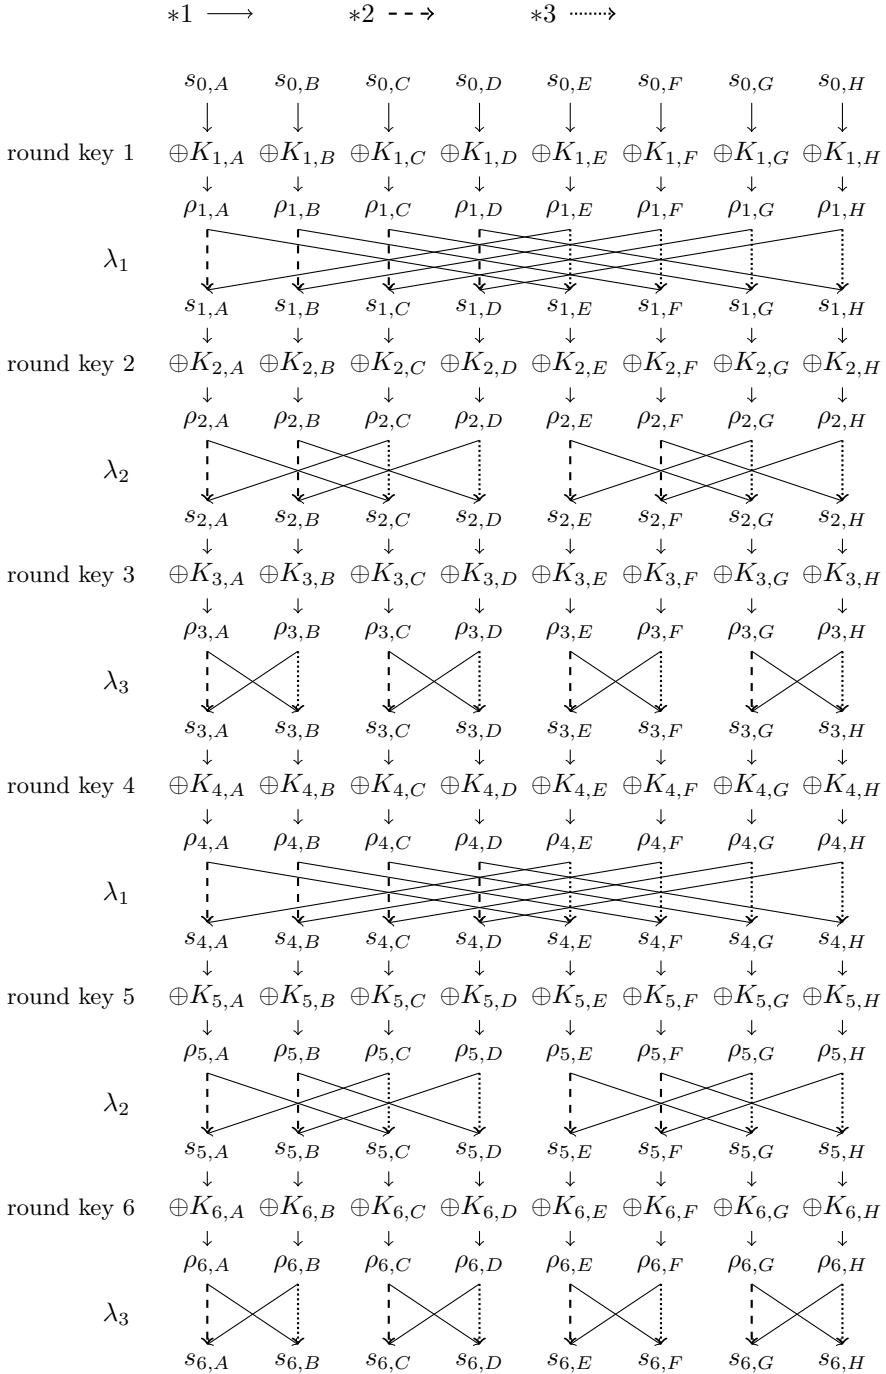 *1 *2 *3
s0,A s0,B s0,C s0,D s0,E s0,F s0,G s0,H
round key 1 ⊕K1,A ⊕K1,B ⊕K1,C ⊕K1,D ⊕K1,E ⊕K1,F ⊕K1,G ⊕K1,H
ρ1,A ρ1,B ρ1,C ρ1,D ρ1,E ρ1,F ρ1,G ρ1,H
λ1
s1,A s1,B s1,C s1,D s1,E s1,F s1,G s1,H
round key 2 ⊕K2,A ⊕K2,B ⊕K2,C ⊕K2,D ⊕K2,E ⊕K2,F ⊕K2,G ⊕K2,H
ρ2,A ρ2,B ρ2,C ρ2,D ρ2,E ρ2,F ρ2,G ρ2,H
λ2
s2,A s2,B s2,C s2,D s2,E s2,F s2,G s2,H
round key 3 ⊕K3,A ⊕K3,B ⊕K3,C ⊕K3,D ⊕K3,E ⊕K3,F ⊕K3,G ⊕K3,H
ρ3,A ρ3,B ρ3,C ρ3,D ρ3,E ρ3,F ρ3,G ρ3,H
λ3
s3,A s3,B s3,C s3,D s3,E s3,F s3,G s3,H
round key 4 ⊕K4,A ⊕K4,B ⊕K4,C ⊕K4,D ⊕K4,E ⊕K4,F ⊕K4,G ⊕K4,H
ρ4,A ρ4,B ρ4,C ρ4,D ρ4,E ρ4,F ρ4,G ρ4,H
λ1
s4,A s4,B s4,C s4,D s4,E s4,F s4,G s4,H
round key 5 ⊕K5,A ⊕K5,B ⊕K5,C ⊕K5,D ⊕K5,E ⊕K5,F ⊕K5,G ⊕K5,H
ρ5,A ρ5,B ρ5,C ρ5,D ρ5,E ρ5,F ρ5,G ρ5,H
λ2
s5,A s5,B s5,C s5,D s5,E s5,F s5,G s5,H
round key 6 ⊕K6,A ⊕K6,B ⊕K6,C ⊕K6,D ⊕K6,E ⊕K6,F ⊕K6,G ⊕K6,H
ρ6,A ρ6,B ρ6,C ρ6,D ρ6,E ρ6,F ρ6,G ρ6,H
λ3
s6,A s6,B s6,C s6,D s6,E s6,F s6,G s6,H